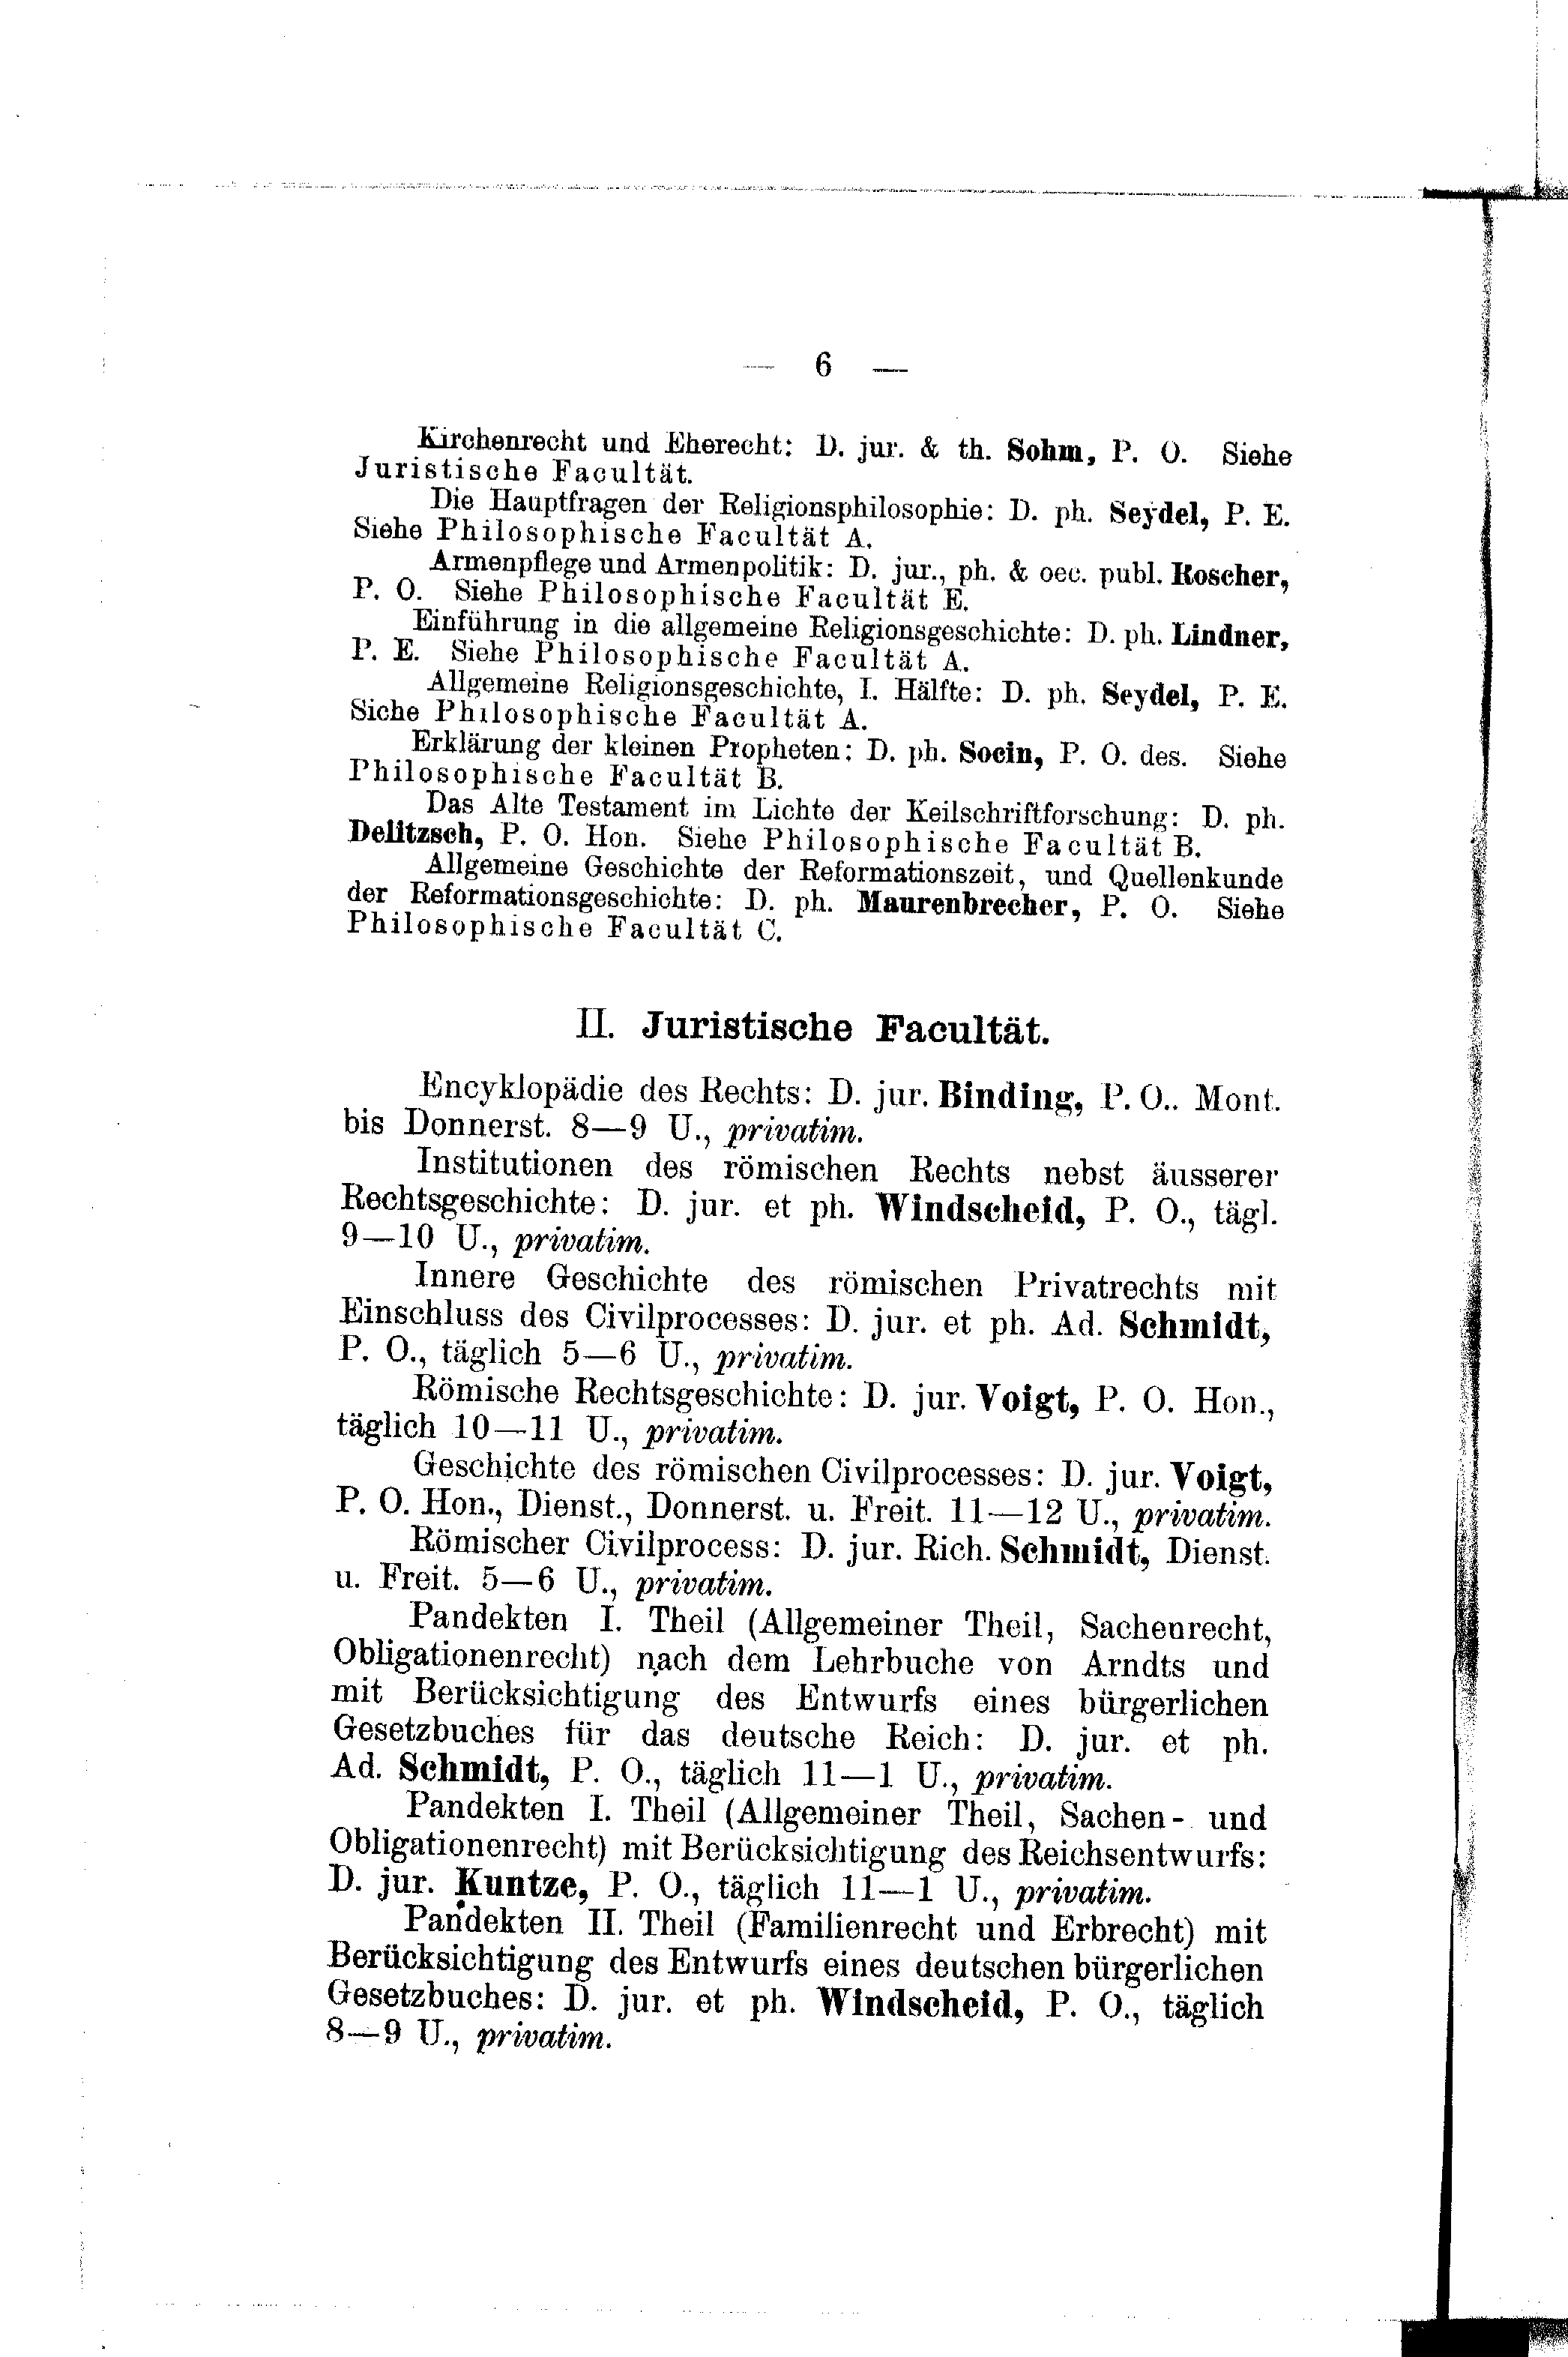 — 6 —
Kirchenrecht und Eherecht: D. jur. & th. Sohm, P. O. Siehe
Juristische Facultät.
Die Hauptfragen der Religionsphilosophie: D. ph. Seydel, P. E.
Siehe Philosophische Facultät A.
Armenpflege und Armenpolitik: D. jur., ph. & oec. publ. Roscher,
P. O. Siehe Philosophische Facultät E.
Einführung in die allgemeine Religionsgeschichte: D. ph. Lindner,
P. E. Siehe Philosophische Facultät A.
Allgemeine Religionsgeschichte, I. Hälfte: D. ph. Seydel, P. E.
Siehe Philosophische Facultät A.
Erklärung der kleinen Propheten: D. ph. Socin, P. O. des. Siehe
Philosophische Facultät B.
Das Alte Testament im Lichte der Keilschriftforschung: D. ph.
Delitzsch, P. O. Hon. Siehe Philosophische Facultät B.
Allgemeine Geschichte der Reformationszeit, und Quellenkunde
der Reformationsgeschichte: D. ph. Maurenbrecher, P. O. Siehe
Philosophische Facultät C.
II. Juristische Facultät.
Encyklopädie des Rechts: D. jur. Binding, P. O.. Mont.
bis Donnerst. 8—9 U., privatim.
Institutionen des römischen Rechts nebst äusserer
Rechtsgeschichte: D. jur. et ph. Windscheid, P. O., tägl.
9—10 U., privatim.
Innere Geschichte des römischen Privatrechts mit
Einschluss des Civilprocesses: D. jur. et ph. Ad. Schmidt,
P. O., täglich 5—6 U., privatim.
Römische Rechtsgeschichte: D. jur. Voigt, P. O. Hon.,
täglich 10—11 U., privatim.
Geschichte des römischen Civilprocesses: D. jur. Voigt,
P. O. Hon., Dienst., Donnerst. u. Freit. 11—12 U., privatim.
Römischer Civilprocess: D. jur. Rich. Schmidt, Dienst.
u. Freit. 5—6 U., privatim.
Pandekten I. Theil (Allgemeiner Theil, Sachenrecht,
Obligationenrecht) nach dem Lehrbuche von Arndts und
mit Berücksichtigung des Entwurfs eines bürgerlichen
Gesetzbuches für das deutsche Reich: D. jur. et ph.
Ad. Schmidt, P. O., täglich 11—1 U., privatim.
Pandekten I. Theil (Allgemeiner Theil, Sachen- und
Obligationenrecht) mit Berücksichtigung des Reichsentwurfs:
D. jur. Kuntze, P. O., täglich 11—1 U., privatim.
Pandekten II. Theil (Familienrecht und Erbrecht) mit
Berücksichtigung des Entwurfs eines deutschen bürgerlichen
Gesetzbuches: D. jur. et ph. Windscheid, P. O., täglich
8—9 U., privatim.